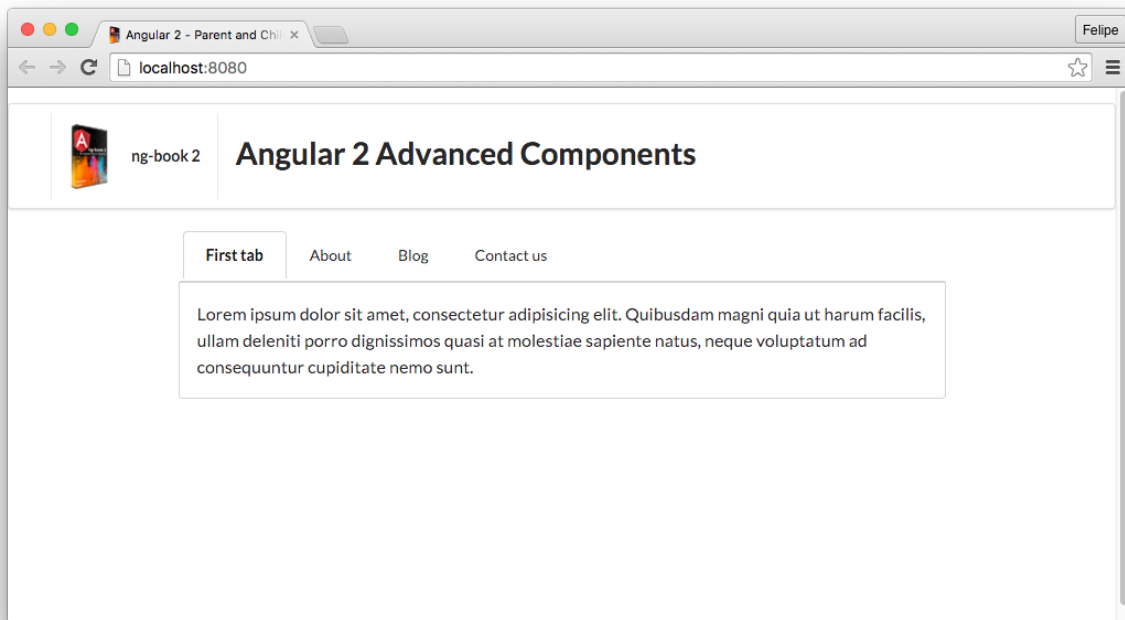 Angular 2 - Parent and Chil
Felipe
localhost:8080
ng-book 2
Angular 2 Advanced Components
First tab
About
Blog
Contact us
Lorem ipsum dolor sit amet, consectetur adipisicing elit. Quibusdam magni quia ut harum facilis,
ullam deleniti porro dignissimos quasi at molestiae sapiente natus, neque voluptatum ad
consequuntur cupiditate nemo sunt.